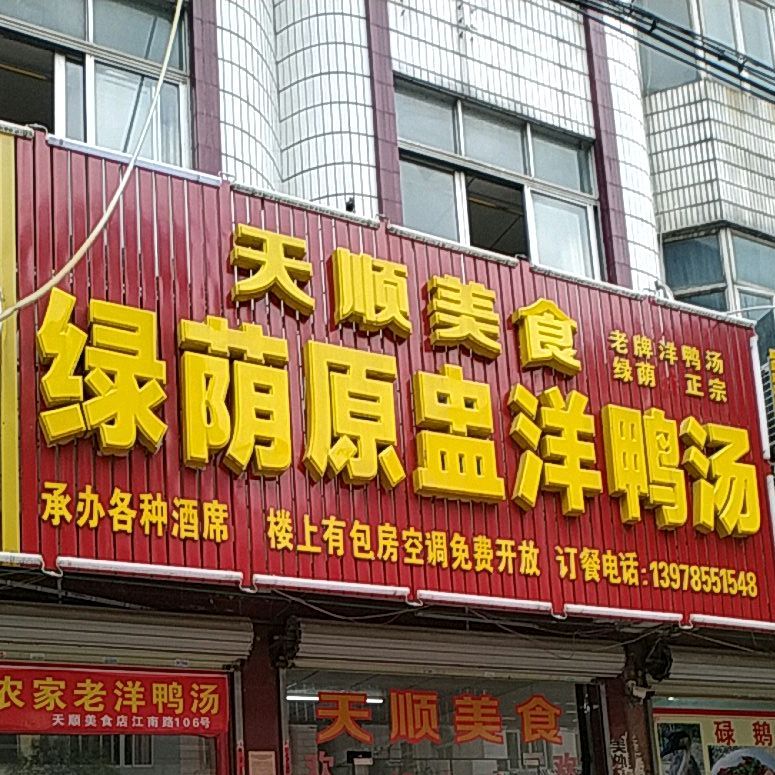 天顺美食
老牌洋鸭汤
绿荫 正宗
绿荫原盅洋鸭汤
承办各种酒席 楼上有包房空调免费开放 订餐电话:13978551548
农家老洋鸭汤
天顺美食店江南路106号
天顺美食
碌鹅